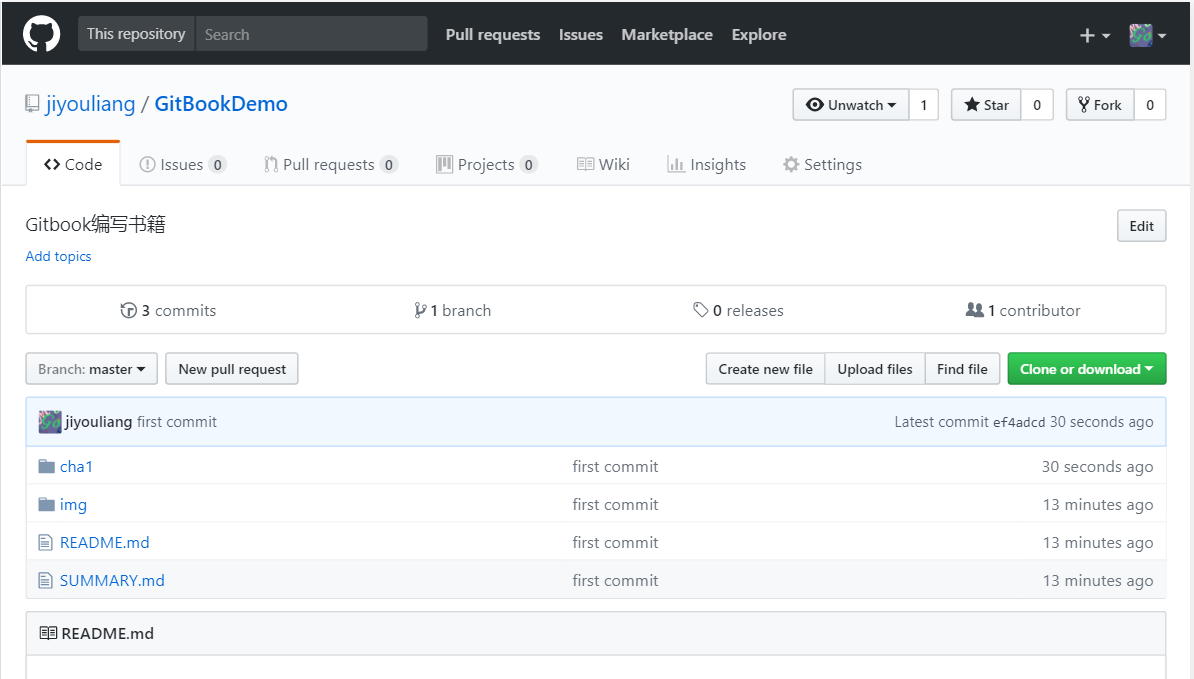 This repository Search Pull requests Issues Marketplace Explore
jiyouliang / GitBookDemo Unwatch 1 Star 0 Fork 0
Code Issues 0 Pull requests 0 Projects 0 Wiki Insights Settings
Gitbook编写书籍 Edit
Add topics
3 commits 1 branch 0 releases 1 contributor
Branch: master New pull request Create new file Upload files Find file Clone or download
jiyouliang first commit Latest commit ef4adcd 30 seconds ago
cha1 first commit 30 seconds ago
img first commit 13 minutes ago
README.md first commit 13 minutes ago
SUMMARY.md first commit 13 minutes ago
README.md